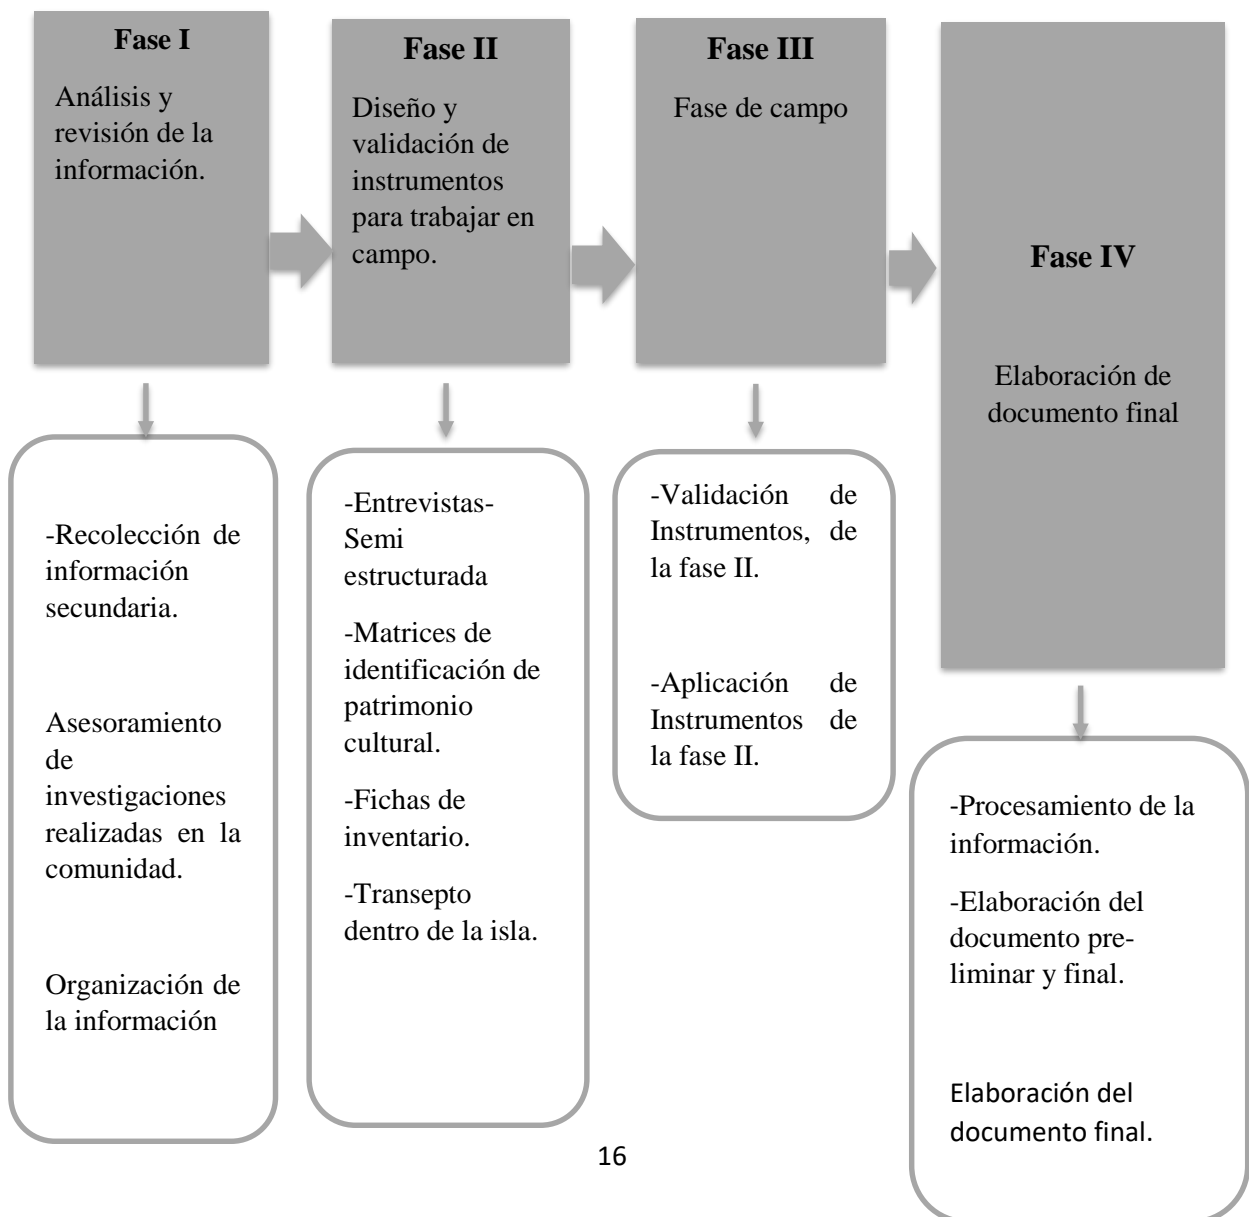 Fase I
Análisis y
revisión de la
información.
Fase II
Diseño y
validación de
instrumentos
para trabajar en
campo.
Fase III
Fase de campo
Fase IV
Elaboración de
documento final
-Recolección de
información
secundaria.
Asesoramiento
de
investigaciones
realizadas en la
comunidad.
Organización de
la información
-Entrevistas-
Semi
estructurada
-Matrices de
identificación de
patrimonio
cultural.
-Fichas de
inventario.
-Transepto
dentro de la isla.
-Validación de
Instrumentos, de
la fase II.
-Aplicación de
Instrumentos de
la fase II.
-Procesamiento de la
información.
-Elaboración del
documento pre-
liminar y final.
Elaboración del
documento final.
16